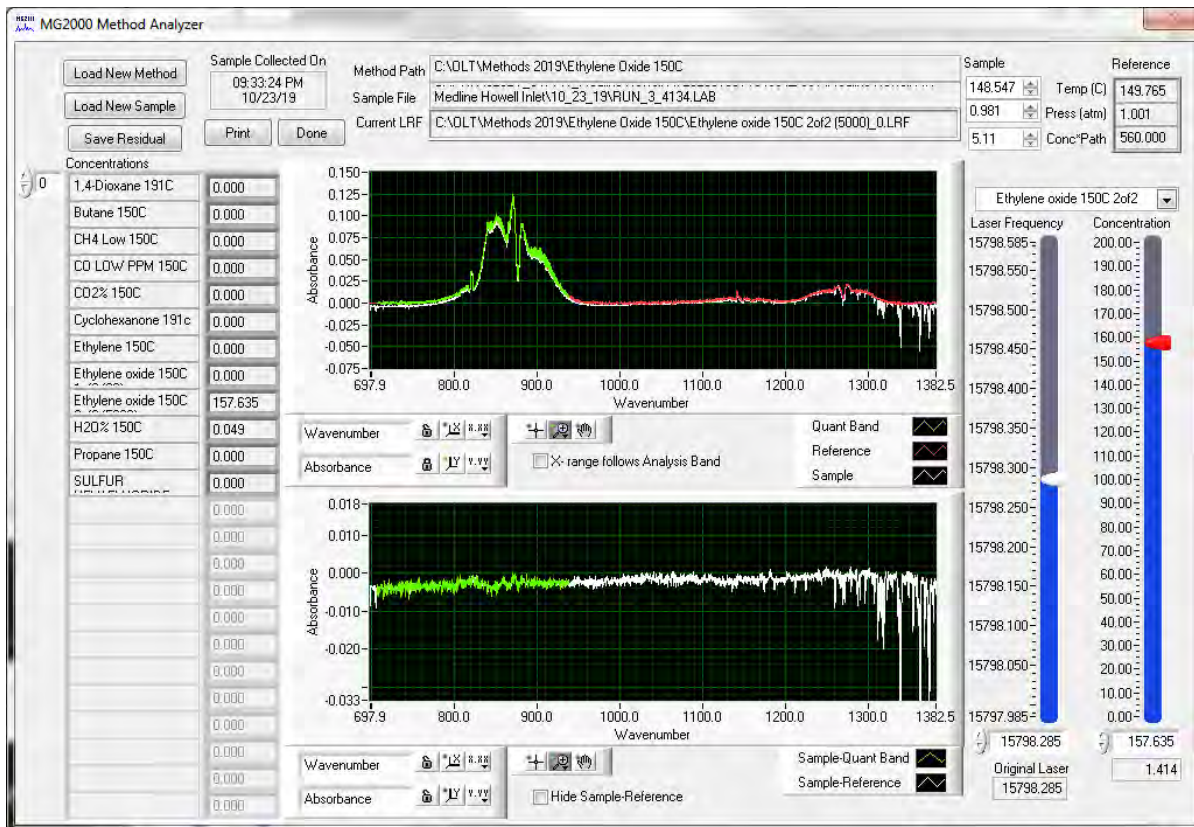 MG2000 Method Analyzer
Load New Method
Load New Sample
Save Residual
Sample Collected On
09:33:24 PM
10/23/19
Print
Done
Method Path C:\OLT\Methods 2019\Ethylene Oxide 150C
Sample File Medline Howell Inlet\10_23_19\RUN_3_4134.LAB
Current LRF C:\OLT\Methods 2019\Ethylene Oxide 150C\Ethylene oxide 150C 2of2 (5000)_0.LRF
Sample Reference
148.547 Temp (C) 149.765
0.981 Press (atm) 1.001
5.11 Conc*Path 560.000
Concentrations
0
1,4-Dioxane 191C 0.000
Butane 150C 0.000
CH4 Low 150C 0.000
CO LOW PPM 150C 0.000
CO2% 150C 0.000
Cyclohexanone 191c 0.000
Ethylene 150C 0.000
Ethylene oxide 150C 0.000
Ethylene oxide 150C 157.635
H2O% 150C 0.049
Propane 150C 0.000
SULFUR 0.000
0.000
0.000
0.000
0.000
0.000
0.000
0.000
0.000
0.000
0.000
0.000
0.000
0.150
0.125
0.100
0.075
0.050
0.025
0.000
-0.025
-0.050
-0.075
Absorbance
697.9 800.0 900.0 1000.0 1100.0 1200.0 1300.0 1382.5
Wavenumber
Wavenumber
X
X.XX
Absorbance
Y
Y.YY
X- range follows Analysis Band
Quant Band
Reference
Sample
0.018
0.010
0.000
-0.010
-0.020
-0.033
Absorbance
697.9 800.0 900.0 1000.0 1100.0 1200.0 1300.0 1382.5
Wavenumber
Wavenumber
X
X.XX
Absorbance
Y
Y.YY
Hide Sample-Reference
Sample-Quant Band
Sample-Reference
Ethylene oxide 150C 2of2
Laser Frequency
15798.585
15798.550
15798.500
15798.450
15798.400
15798.350
15798.300
15798.250
15798.200
15798.150
15798.100
15798.050
15797.985
15798.285
Original Laser
15798.285
Concentration
200.00
190.00
180.00
170.00
160.00
150.00
140.00
130.00
120.00
110.00
100.00
90.00
80.00
70.00
60.00
50.00
40.00
30.00
20.00
10.00
0.00
157.635
1.414